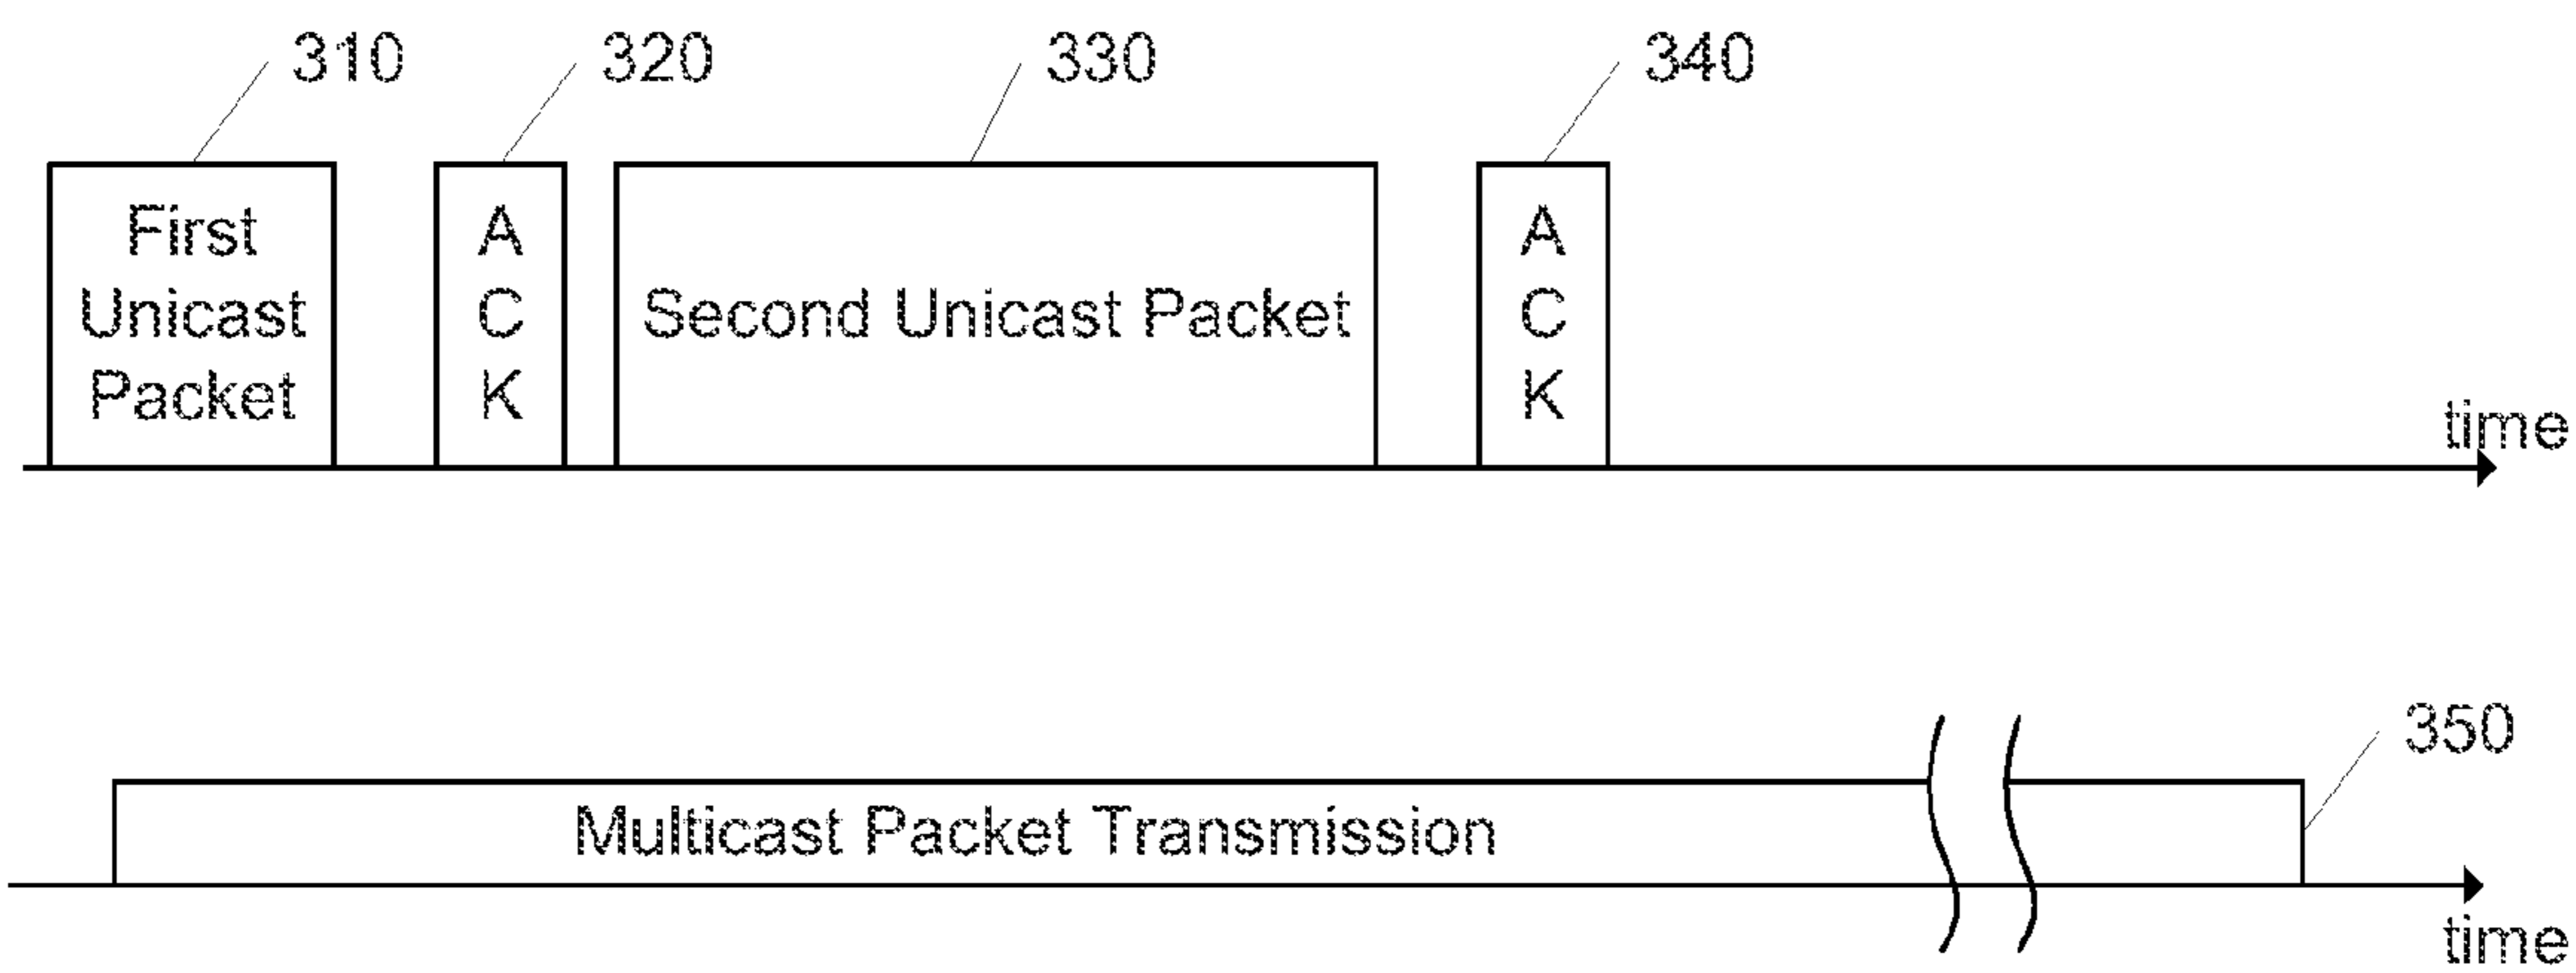 310
320
330
340
First
Unicast
Packet
A
C
K
Second Unicast Packet
A
C
K
time
350
Multicast Packet Transmission
time